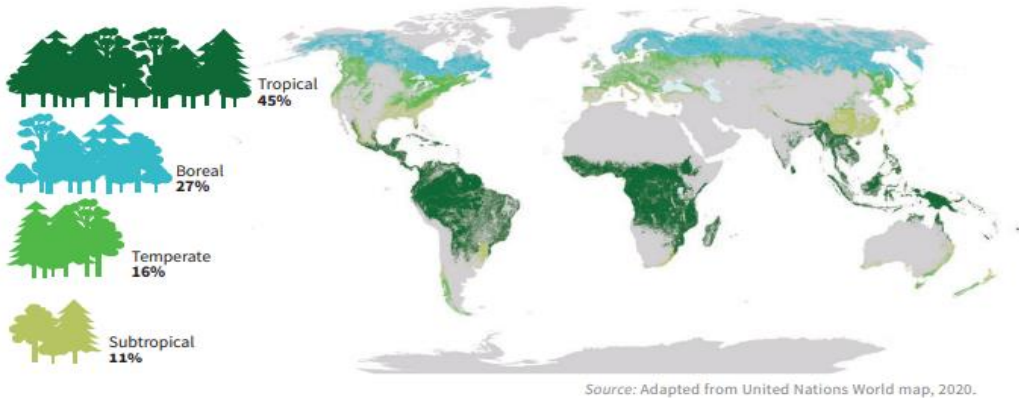 Tropical
45%
Boreal
27%
Temperate
16%
Subtropical
11%
Source: Adapted from United Nations World map, 2020.